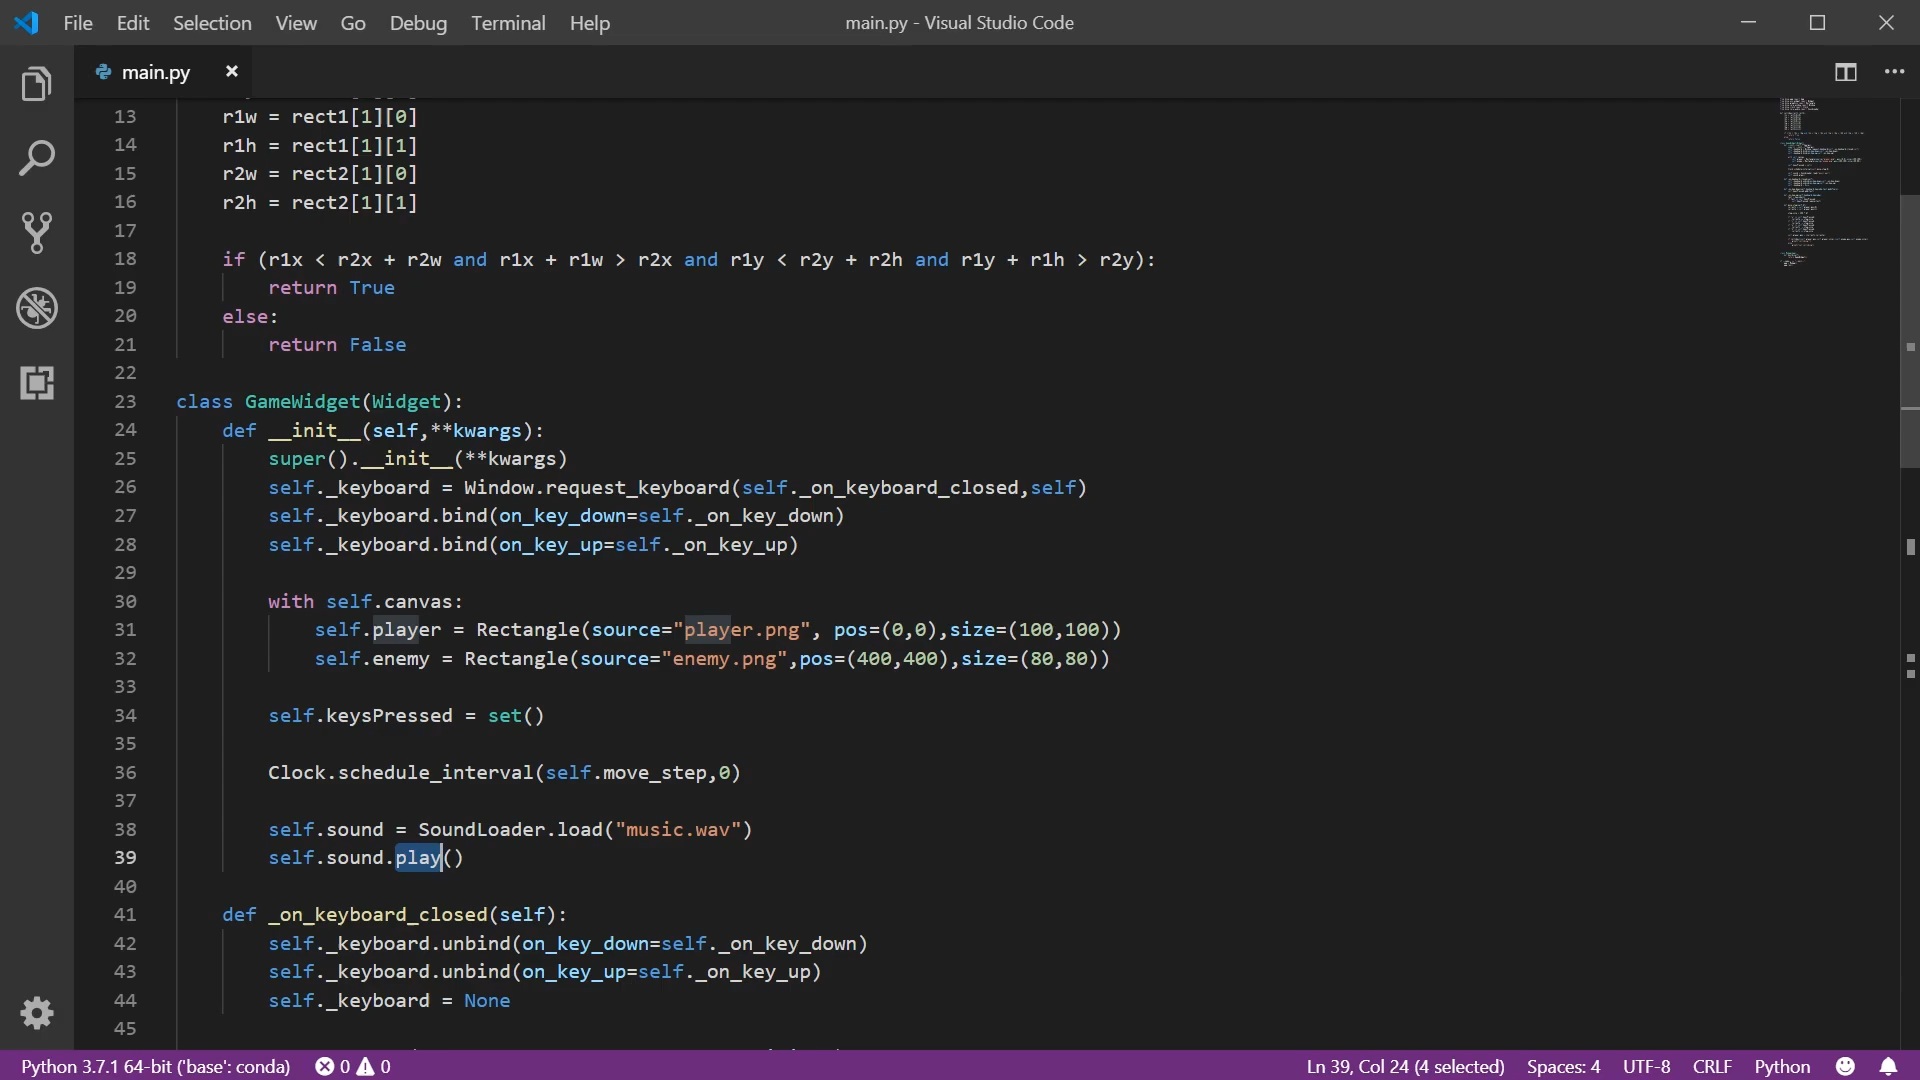 File Edit Selection View Go Debug Terminal Help main.py - Visual Studio Code
main.py
13 r1w = rect1[1][0]
14 r1h = rect1[1][1]
15 r2w = rect2[1][0]
16 r2h = rect2[1][1]
17
18 if (r1x < r2x + r2w and r1x + r1w > r2x and r1y < r2y + r2h and r1y + r1h > r2y):
19 return True
20 else:
21 return False
22
23 class GameWidget(Widget):
24 def __init__(self,**kwargs):
25 super().__init__(**kwargs)
26 self._keyboard = Window.request_keyboard(self._on_keyboard_closed,self)
27 self._keyboard.bind(on_key_down=self._on_key_down)
28 self._keyboard.bind(on_key_up=self._on_key_up)
29
30 with self.canvas:
31 self.player = Rectangle(source="player.png", pos=(0,0),size=(100,100))
32 self.enemy = Rectangle(source="enemy.png",pos=(400,400),size=(80,80))
33
34 self.keysPressed = set()
35
36 Clock.schedule_interval(self.move_step,0)
37
38 self.sound = SoundLoader.load("music.wav")
39 self.sound.play()
40
41 def _on_keyboard_closed(self):
42 self._keyboard.unbind(on_key_down=self._on_key_down)
43 self._keyboard.unbind(on_key_up=self._on_key_up)
44 self._keyboard = None
45
Python 3.7.1 64-bit ('base': conda) 0 0 Ln 39, Col 24 (4 selected) Spaces: 4 UTF-8 CRLF Python